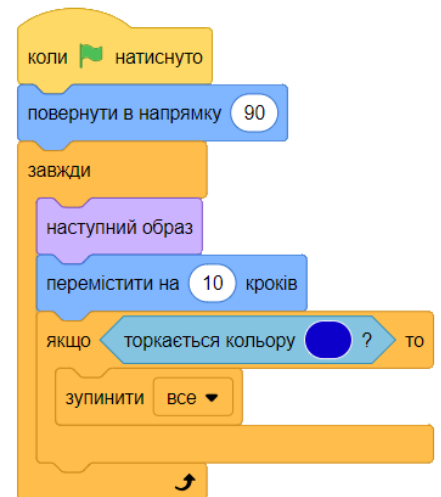 коли натиснуто
повернути в напрямку 90
завжди
наступний образ
перемістити на 10 кроків
якщо торкається кольору ? то
зупинити все